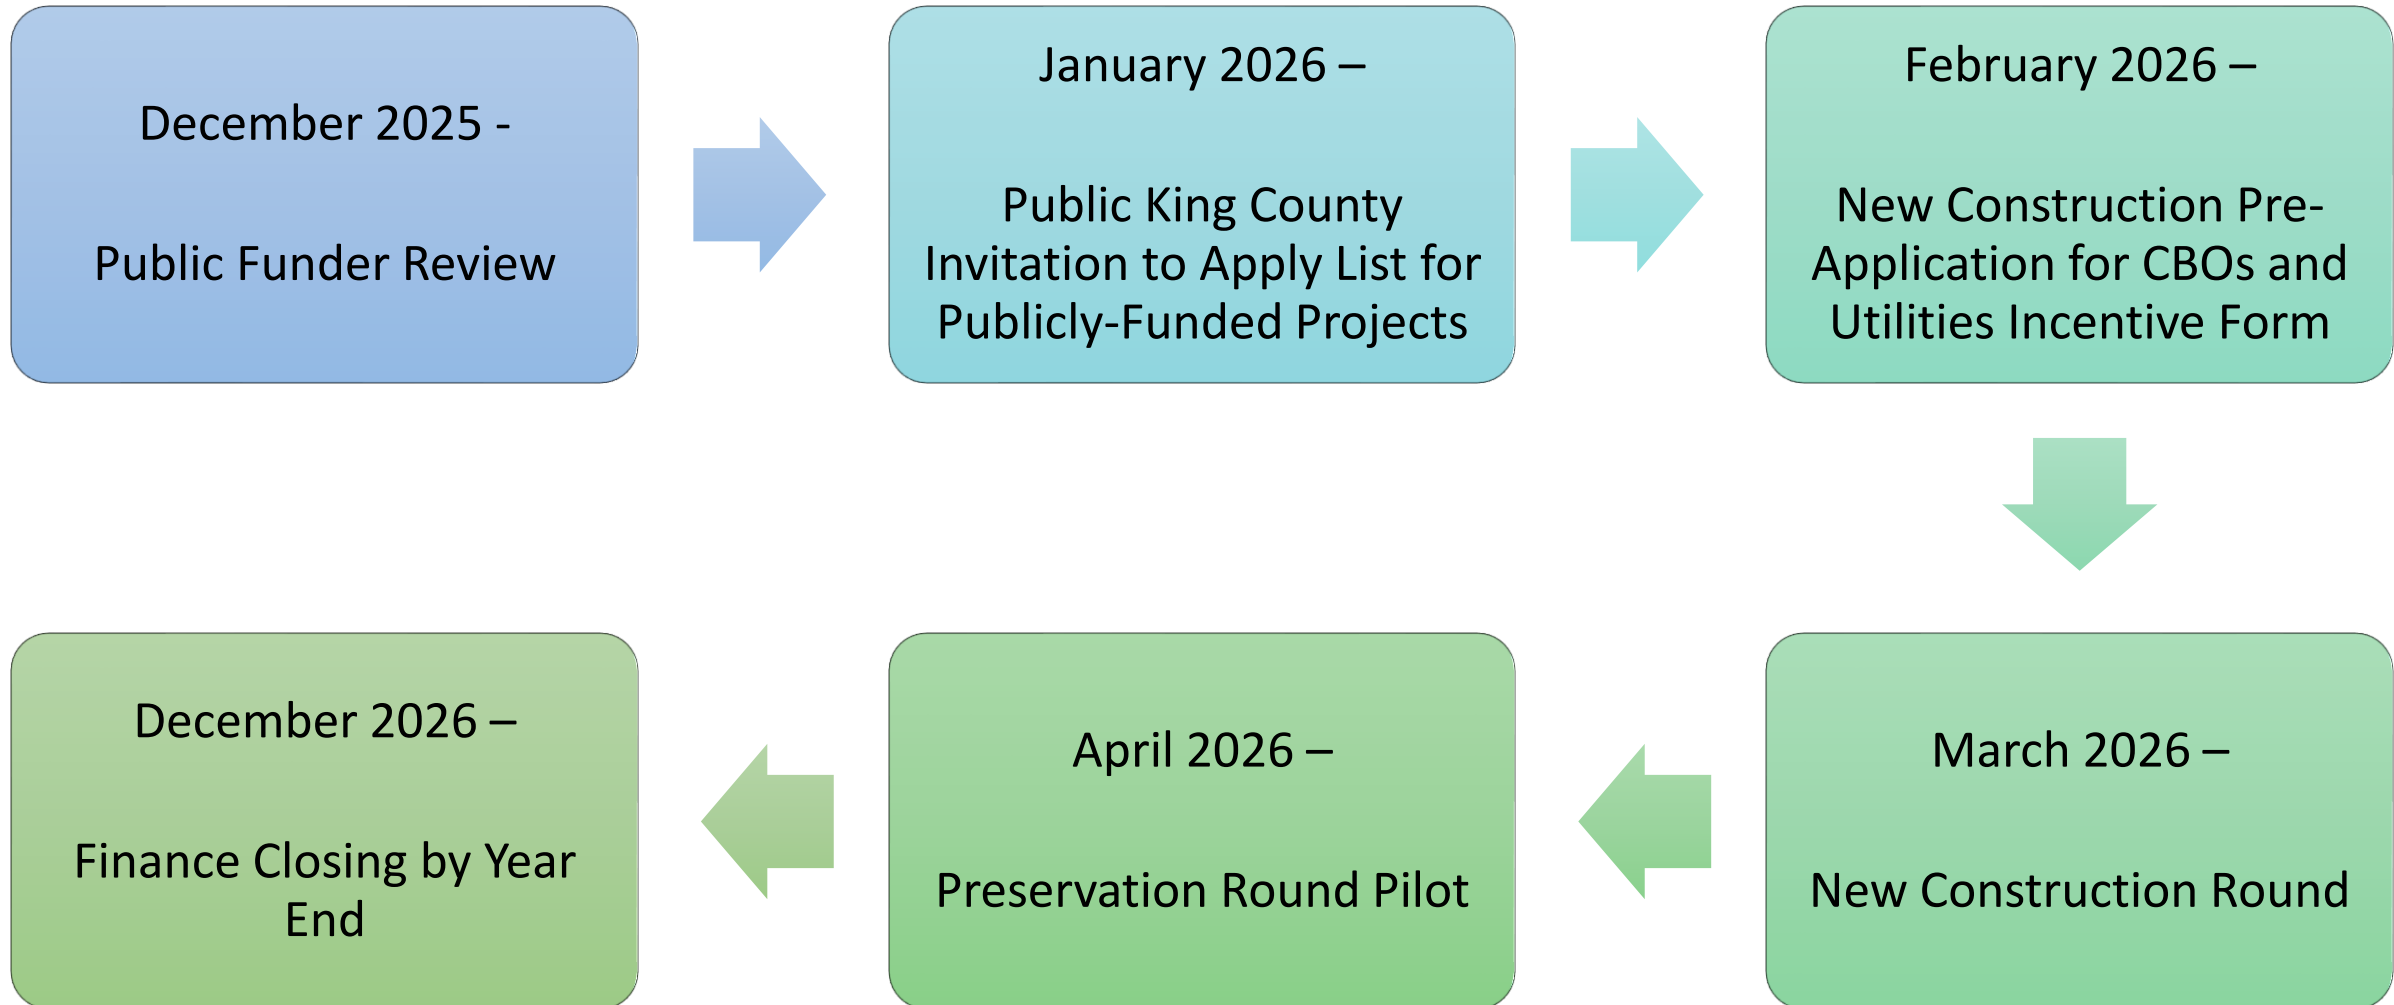 December 2025 -
Public Funder Review
January 2026 –
Public King County
Invitation to Apply List for
Publicly-Funded Projects
February 2026 –
New Construction Pre-
Application for CBOs and
Utilities Incentive Form
March 2026 –
New Construction Round
April 2026 –
Preservation Round Pilot
December 2026 –
Finance Closing by Year
End